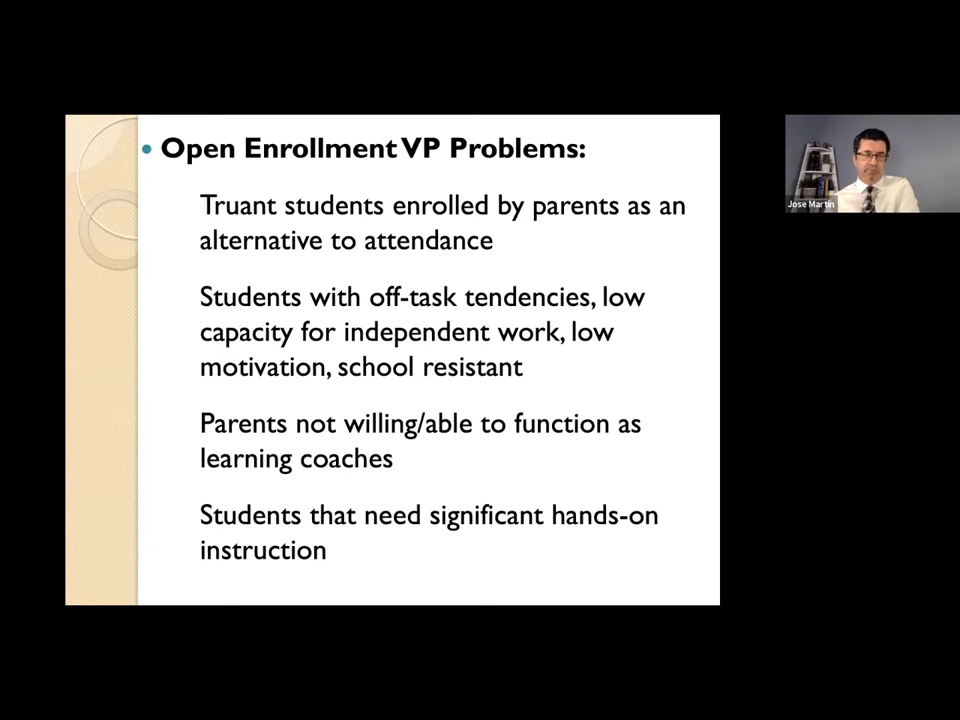 • Open Enrollment VP Problems:
Truant students enrolled by parents as an
alternative to attendance
Students with off-task tendencies, low
capacity for independent work, low
motivation, school resistant
Parents not willing/able to function as
learning coaches
Students that need significant hands-on
instruction
Jose Martin